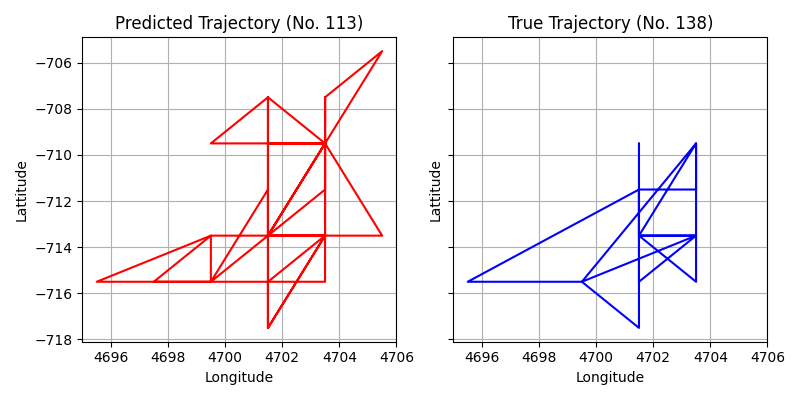 Predicted Trajectory (No. 113)
True Trajectory (No. 138)
−706
−708
−710
−712
−714
−716
−718
Lattitude
Lattitude
4696 4698 4700 4702 4704 4706
4696 4698 4700 4702 4704 4706
Longitude
Longitude